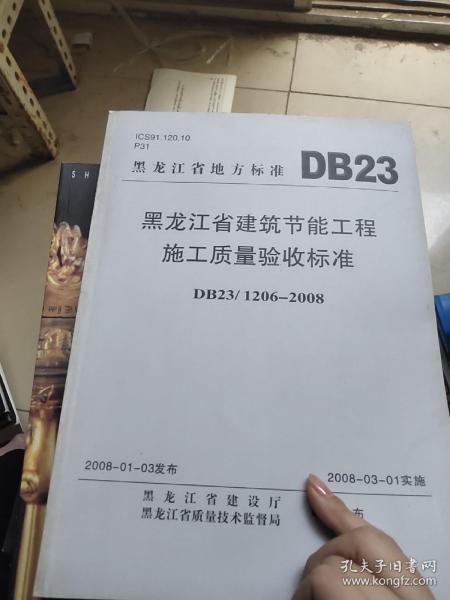 ICS91.120.10
P31
黑龙江省地方标准 DB23
黑龙江省建筑节能工程
施工质量验收标准
DB23/1206-2008
2008-01-03发布
2008-03-01实施
黑龙江省建设厅
黑龙江省质量技术监督局
布
SH
孔夫子旧书网
www.kongfz.com